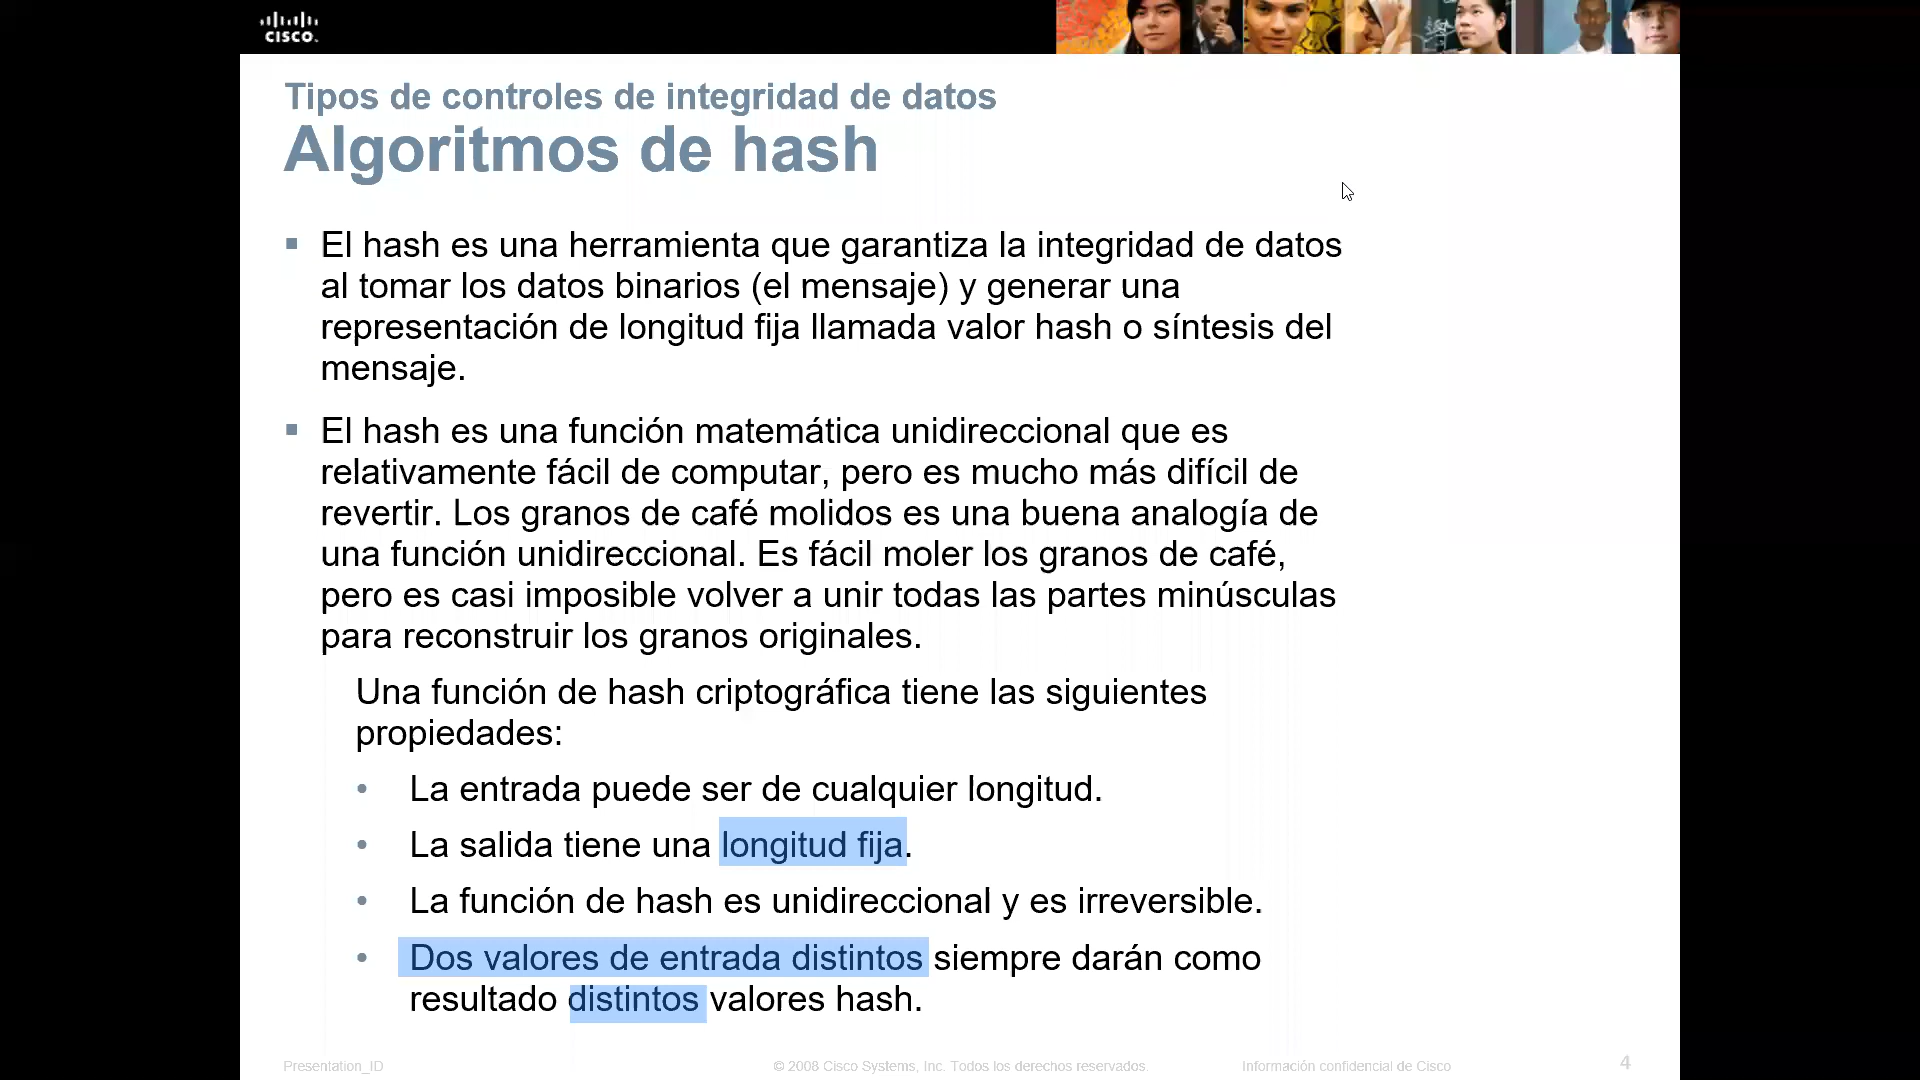 CISCO.
Tipos de controles de integridad de datos
Algoritmos de hash
▪ El hash es una herramienta que garantiza la integridad de datos
al tomar los datos binarios (el mensaje) y generar una
representación de longitud fija llamada valor hash o síntesis del
mensaje.
▪ El hash es una función matemática unidireccional que es
relativamente fácil de computar, pero es mucho más difícil de
revertir. Los granos de café molidos es una buena analogía de
una función unidireccional. Es fácil moler los granos de café,
pero es casi imposible volver a unir todas las partes minúsculas
para reconstruir los granos originales.
Una función de hash criptográfica tiene las siguientes
propiedades:
• La entrada puede ser de cualquier longitud.
• La salida tiene una longitud fija.
• La función de hash es unidireccional y es irreversible.
• Dos valores de entrada distintos siempre darán como
resultado distintos valores hash.
Presentation_ID © 2008 Cisco Systems, Inc. Todos los derechos reservados. Información confidencial de Cisco 4